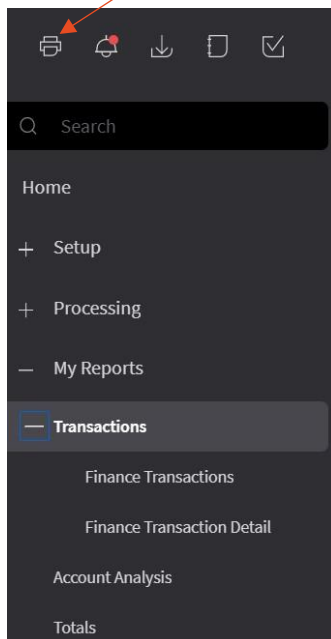 Search
Home
Setup
Processing
My Reports
Transactions
Finance Transactions
Finance Transaction Detail
Account Analysis
Totals